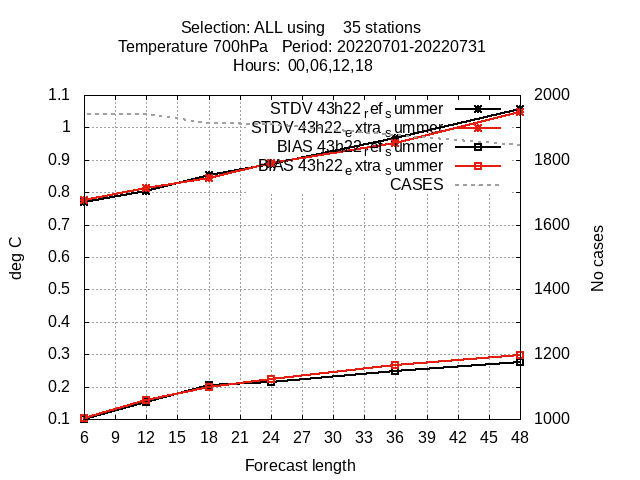 Selection: ALL using 35 stations
Temperature 700hPa Period: 20220701-20220731
Hours: 00,06,12,18
1.1
1
0.9
0.8
0.7
0.6
0.5
0.4
0.3
0.2
0.1
deg C
STDV 43h22_ref_summer
STDV 43h22_extra_summer
BIAS 43h22_ref_summer
BIAS 43h22_extra_summer
CASES
2000
1800
1600
1400
1200
1000
No cases
6 9 12 15 18 21 24 27 30 33 36 39 42 45 48
Forecast length